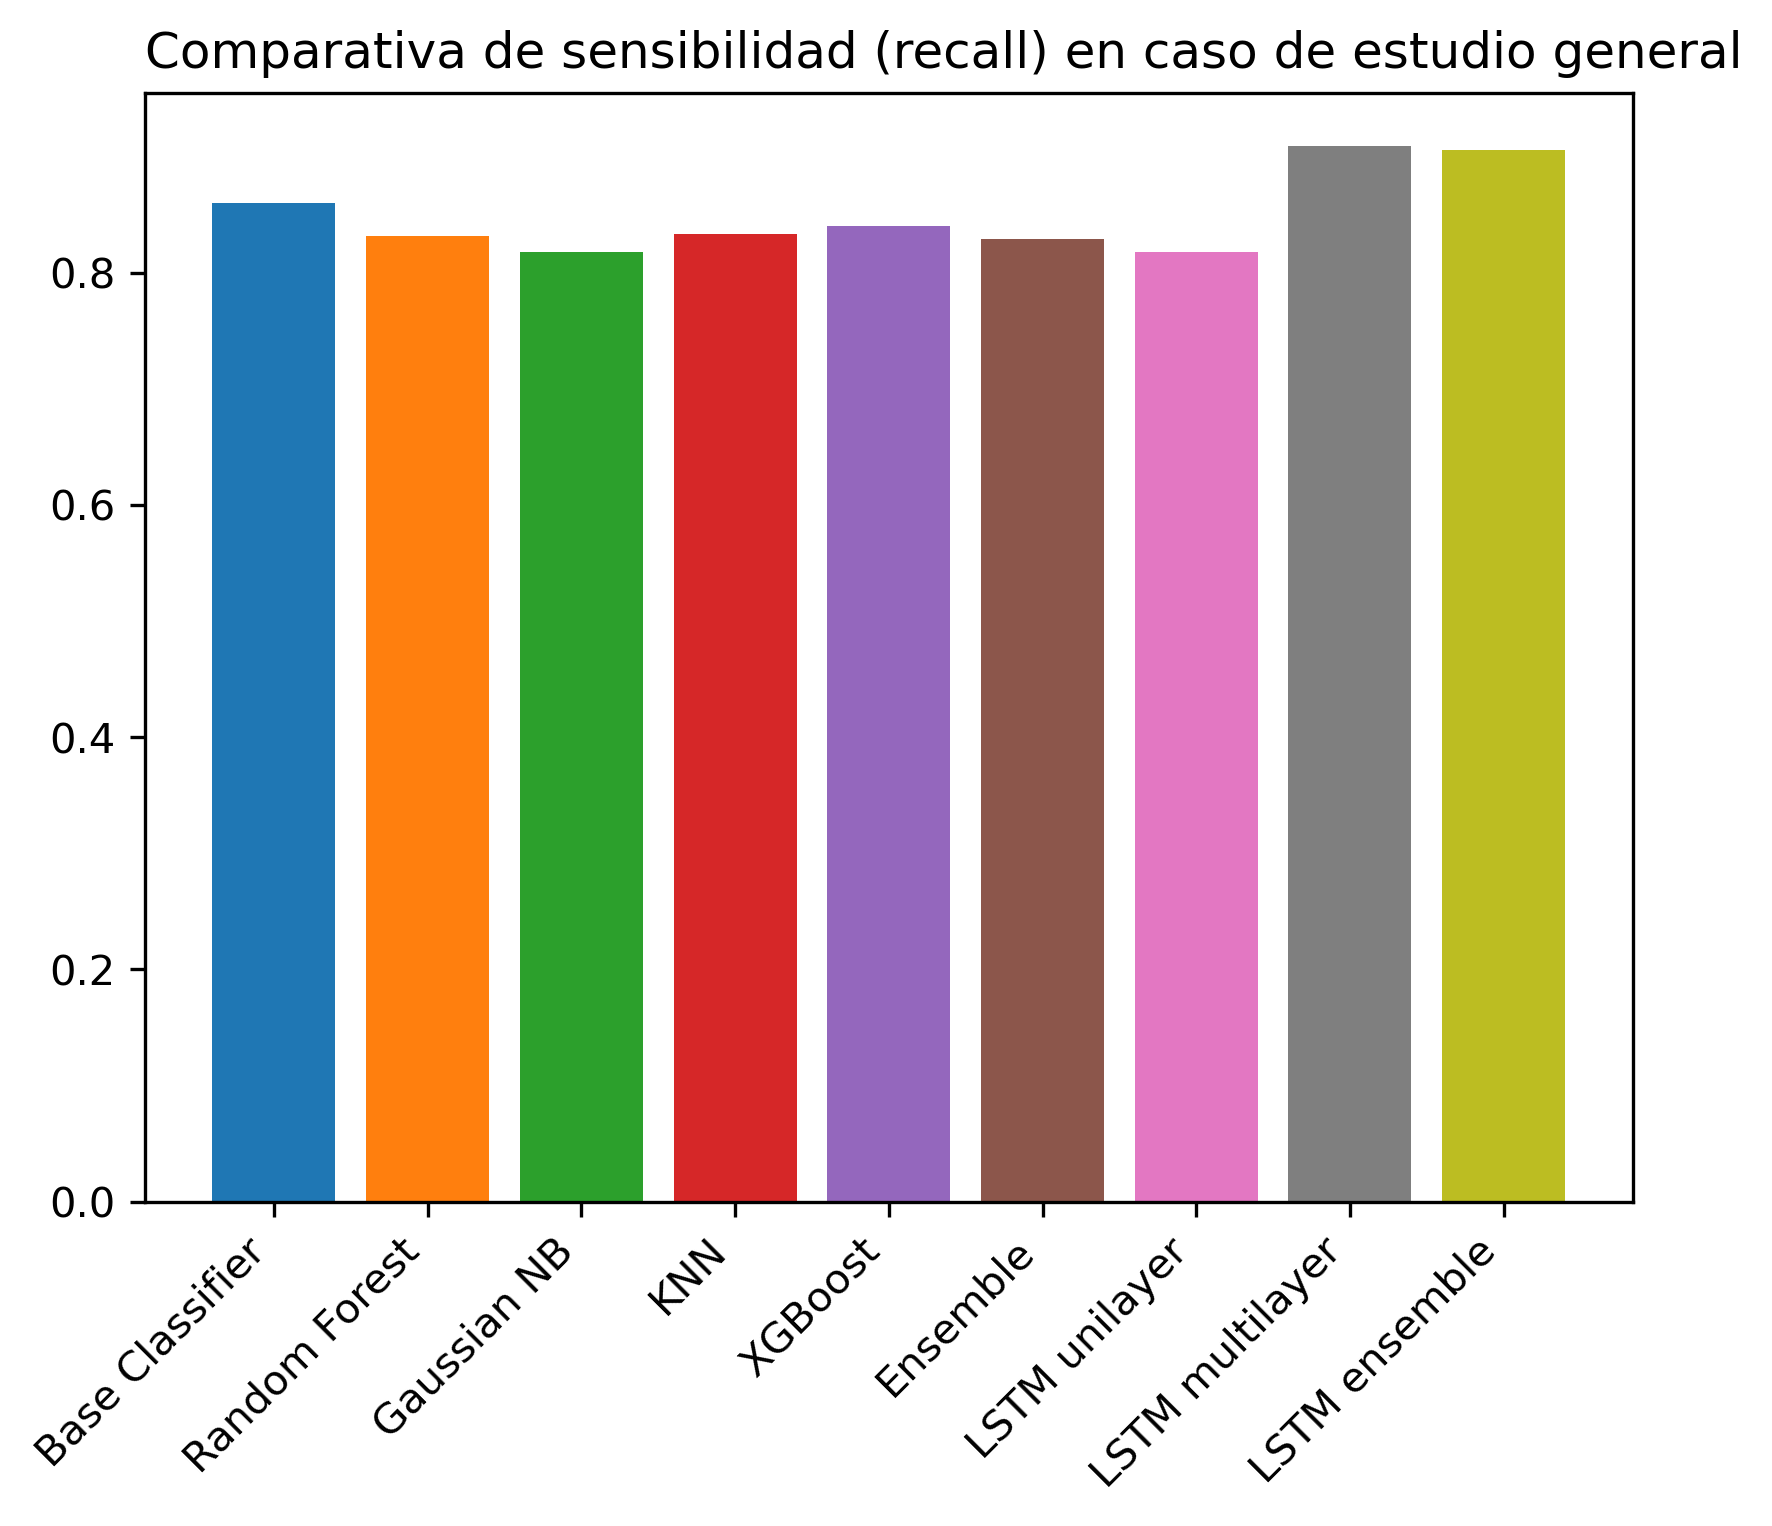 Comparativa de sensibilidad (recall) en caso de estudio general
0.8
0.6
0.4
0.2
0.0
Base Classifier
Random Forest
Gaussian NB
KNN
XGBoost
Ensemble
LSTM unilayer
LSTM multilayer
LSTM ensemble